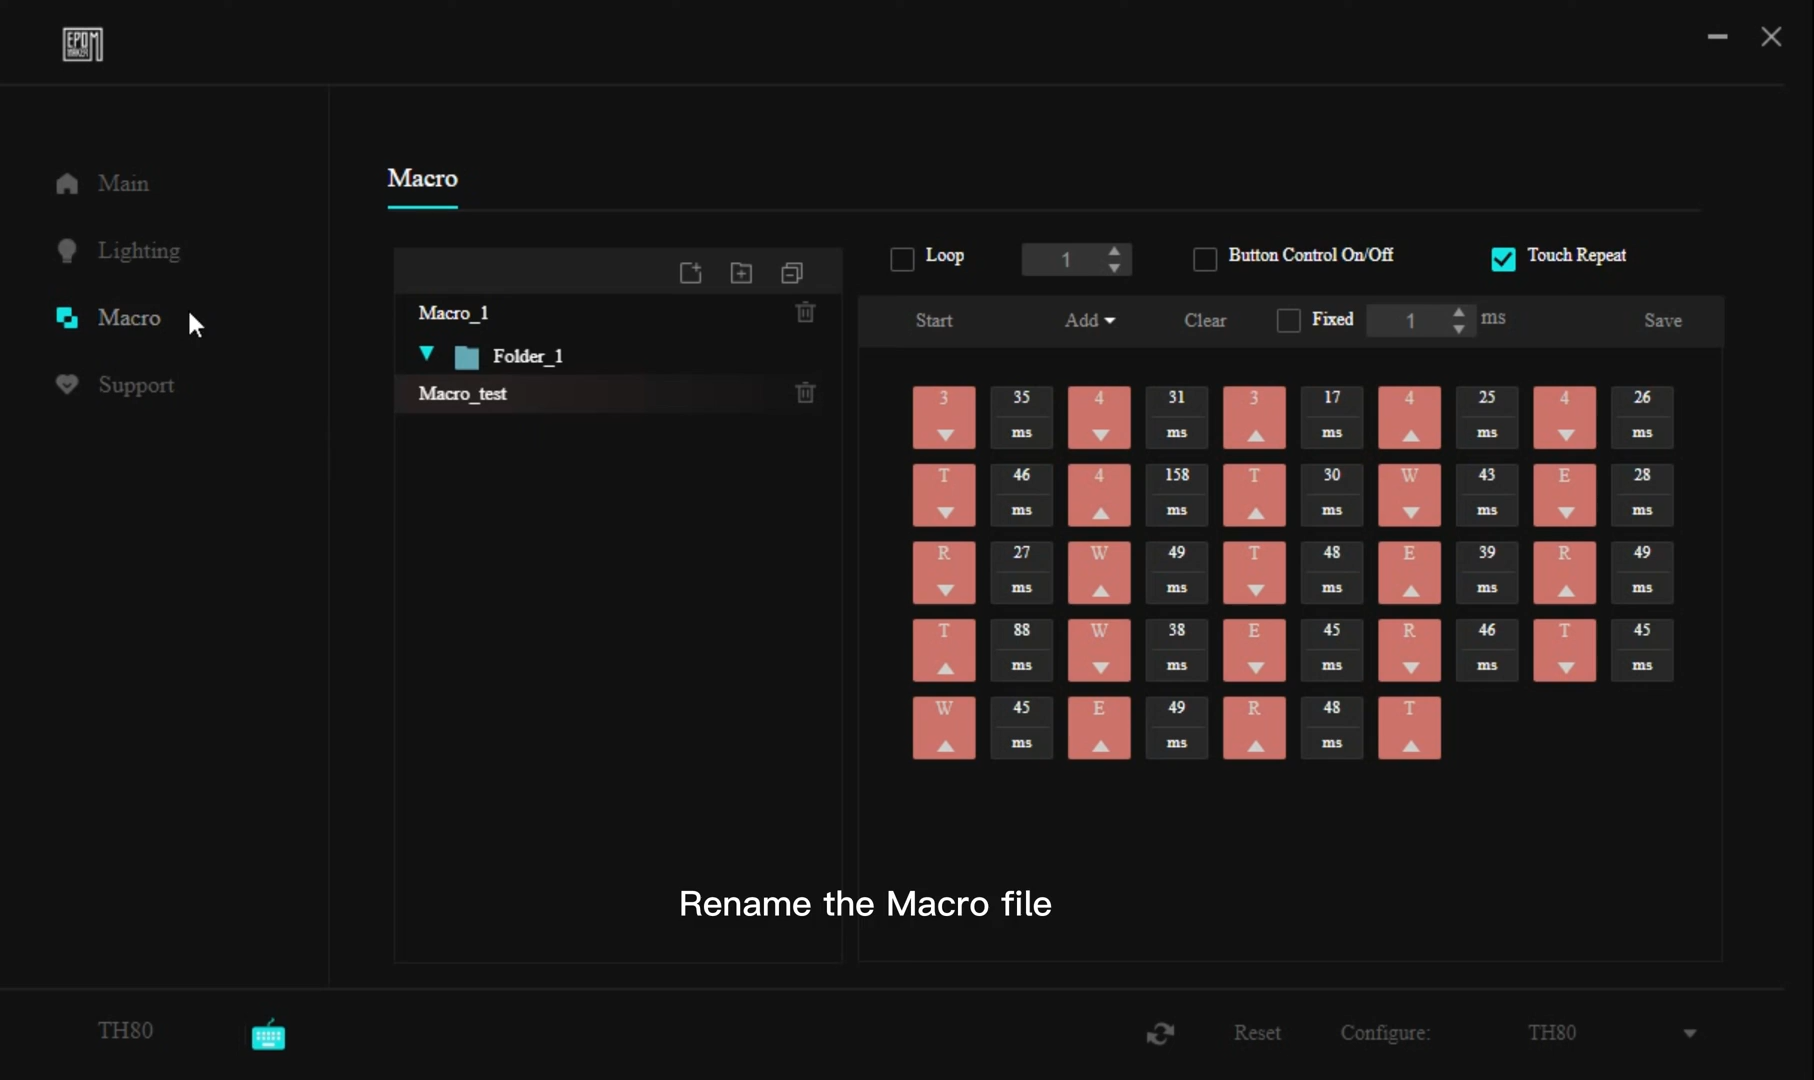 EPOMAKER
Main
Lighting
Macro
Support
Macro
Macro_1
Folder_1
Macro_test
Loop 1 Button Control On/Off Touch Repeat
Start Add Clear Fixed 1 ms Save
3 35 4 31 3 17 4 25 4 26
ms ms ms ms ms
T 46 4 158 T 30 W 43 E 28
ms ms ms ms ms
R 27 W 49 T 48 E 39 R 49
ms ms ms ms ms
T 88 W 38 E 45 R 46 T 45
ms ms ms ms ms
W 45 E 49 R 48 T
ms ms ms
Rename the Macro file
TH80 Reset Configure: TH80